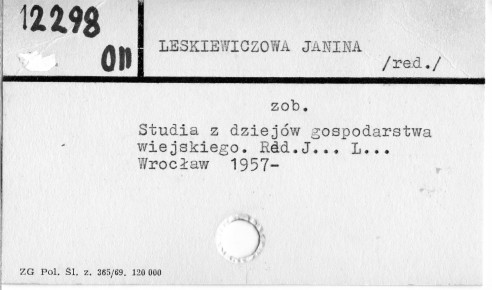 12298
On
LESKIEWICZOWA JANINA
/red./
zob.
Studia z dziejów gospodarstwa
wiejskiego. Red.J... L...
Wrocław 1957-
ZG Pol. Śl. z. 365/69. 120 000